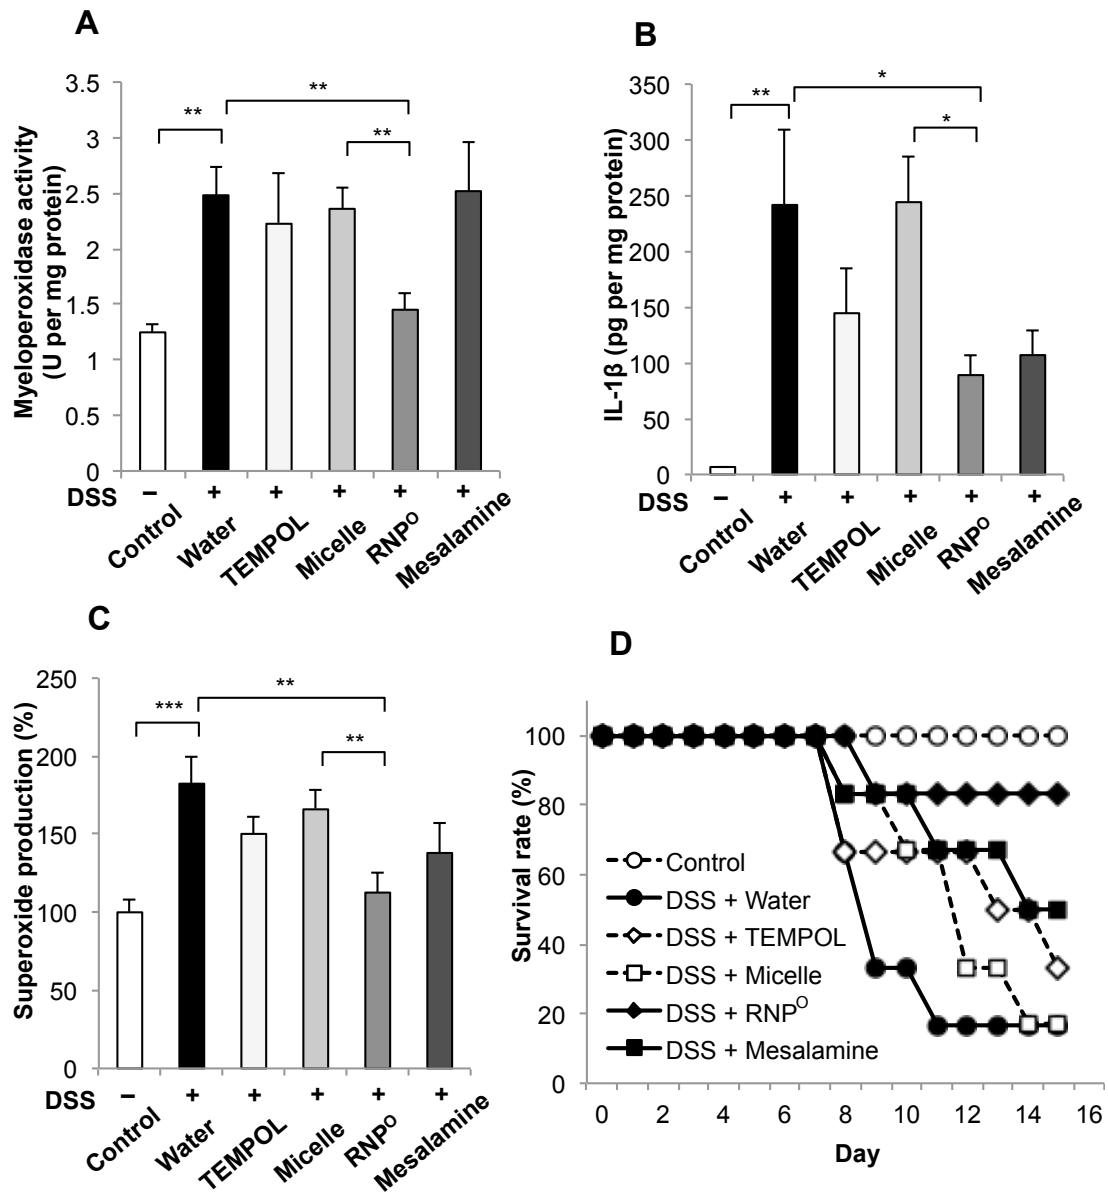 A
Myeloperoxidase activity
(U per mg protein)
3.5
3
2.5
2
1.5
1
0.5
0
**
**
**
DSS − + + + + +
Control Water TEMPOL Micelle RNPᴼ Mesalamine
B
IL-1β (pg per mg protein)
350
300
250
200
150
100
50
0
**
*
*
DSS − + + + + +
Control Water TEMPOL Micelle RNPᴼ Mesalamine
C
Superoxide production (%)
250
200
150
100
50
0
***
**
**
DSS − + + + + +
Control Water TEMPOL Micelle RNPᴼ Mesalamine
D
Survival rate (%)
100
80
60
40
20
0
Control
DSS + Water
DSS + TEMPOL
DSS + Micelle
DSS + RNPᴼ
DSS + Mesalamine
0 2 4 6 8 10 12 14 16
Day